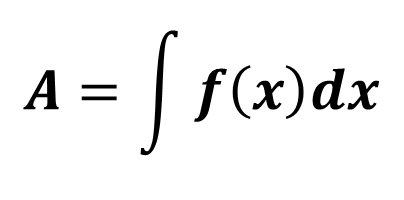 A = ∫ f(x)dx